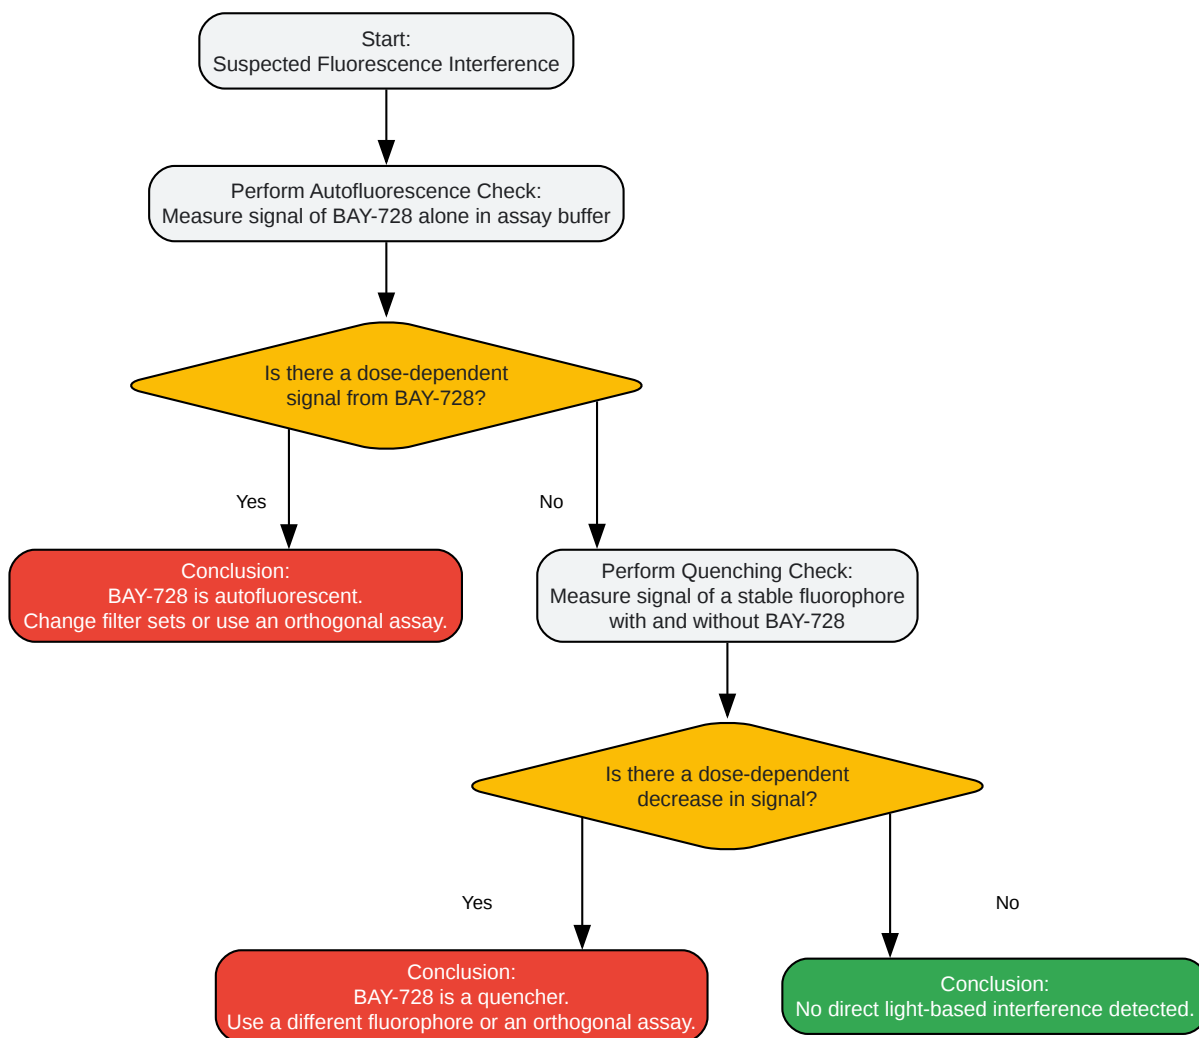 Start:
Suspected Fluorescence Interference
Perform Autofluorescence Check:
Measure signal of BAY-728 alone in assay buffer
Is there a dose-dependent
signal from BAY-728?
Yes
No
Conclusion:
BAY-728 is autofluorescent.
Change filter sets or use an orthogonal assay.
Perform Quenching Check:
Measure signal of a stable fluorophore
with and without BAY-728
Is there a dose-dependent
decrease in signal?
Yes
No
Conclusion:
BAY-728 is a quencher.
Use a different fluorophore or an orthogonal assay.
Conclusion:
No direct light-based interference detected.